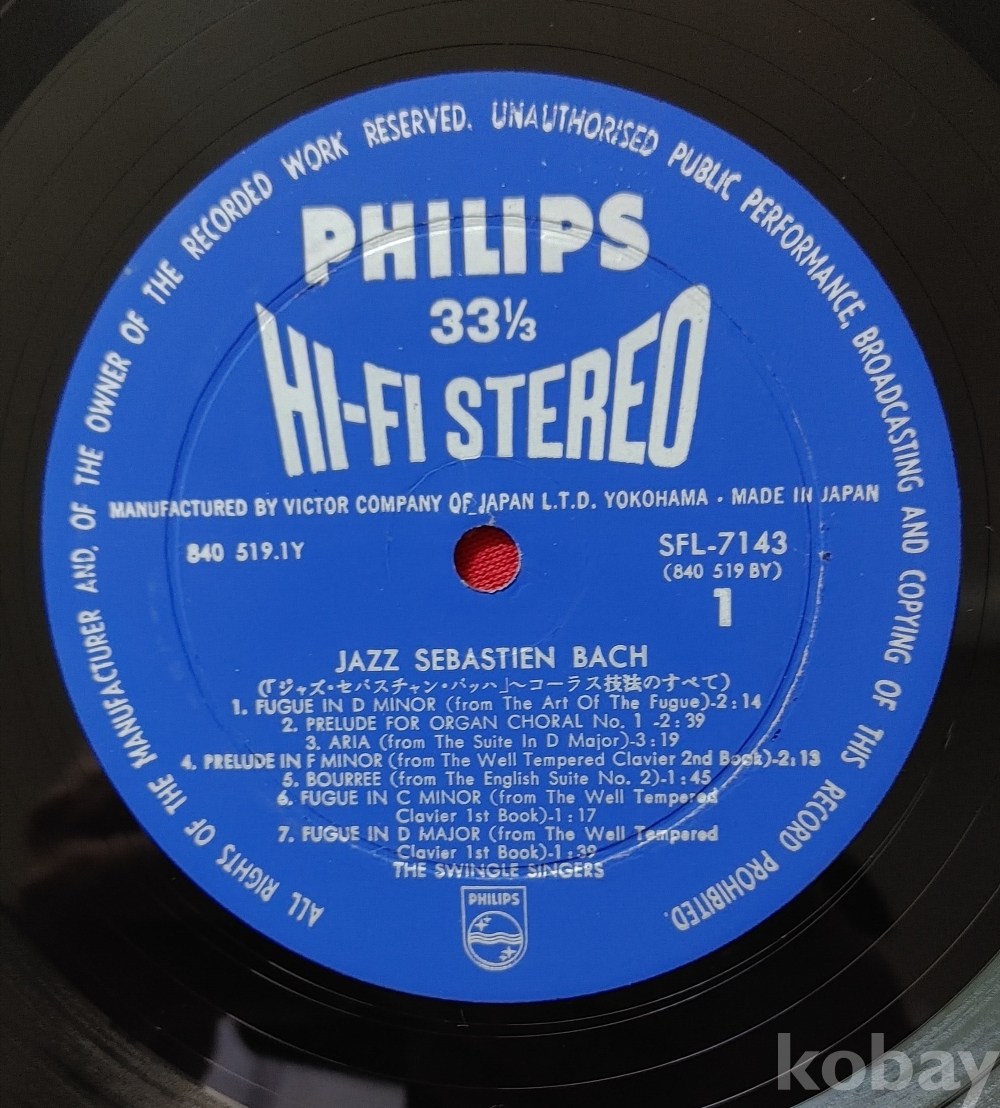 ALL RIGHTS OF THE MANUFACTURER AND, OF THE OWNER OF THE RECORDED WORK RESERVED. UNAUTHORISED PUBLIC PERFORMANCE, BROADCASTING AND COPYING OF THIS RECORD PROHIBITED.
PHILIPS
33⅓
HI-FI STEREO
MANUFACTURED BY VICTOR COMPANY OF JAPAN L.T.D. YOKOHAMA • MADE IN JAPAN
840 519.1Y
SFL-7143
(840 519 BY)
1
JAZZ SEBASTIEN BACH
(「ジャズ・セバスチャン・バッハ」〜コーラス技法のすべて)
1. FUGUE IN D MINOR (from The Art Of The Fugue)-2:14
2. PRELUDE FOR ORGAN CHORAL No. 1 -2:39
3. ARIA (from The Suite In D Major)-3:19
4. PRELUDE IN F MINOR (from The Well Tempered Clavier 2nd Book)-2:13
5. BOURREE (from The English Suite No. 2)-1:45
6. FUGUE IN C MINOR (from The Well Tempered
Clavier 1st Book)-1:17
7. FUGUE IN D MAJOR (from The Well Tempered
Clavier 1st Book)-1:39
THE SWINGLE SINGERS
PHILIPS
kobay